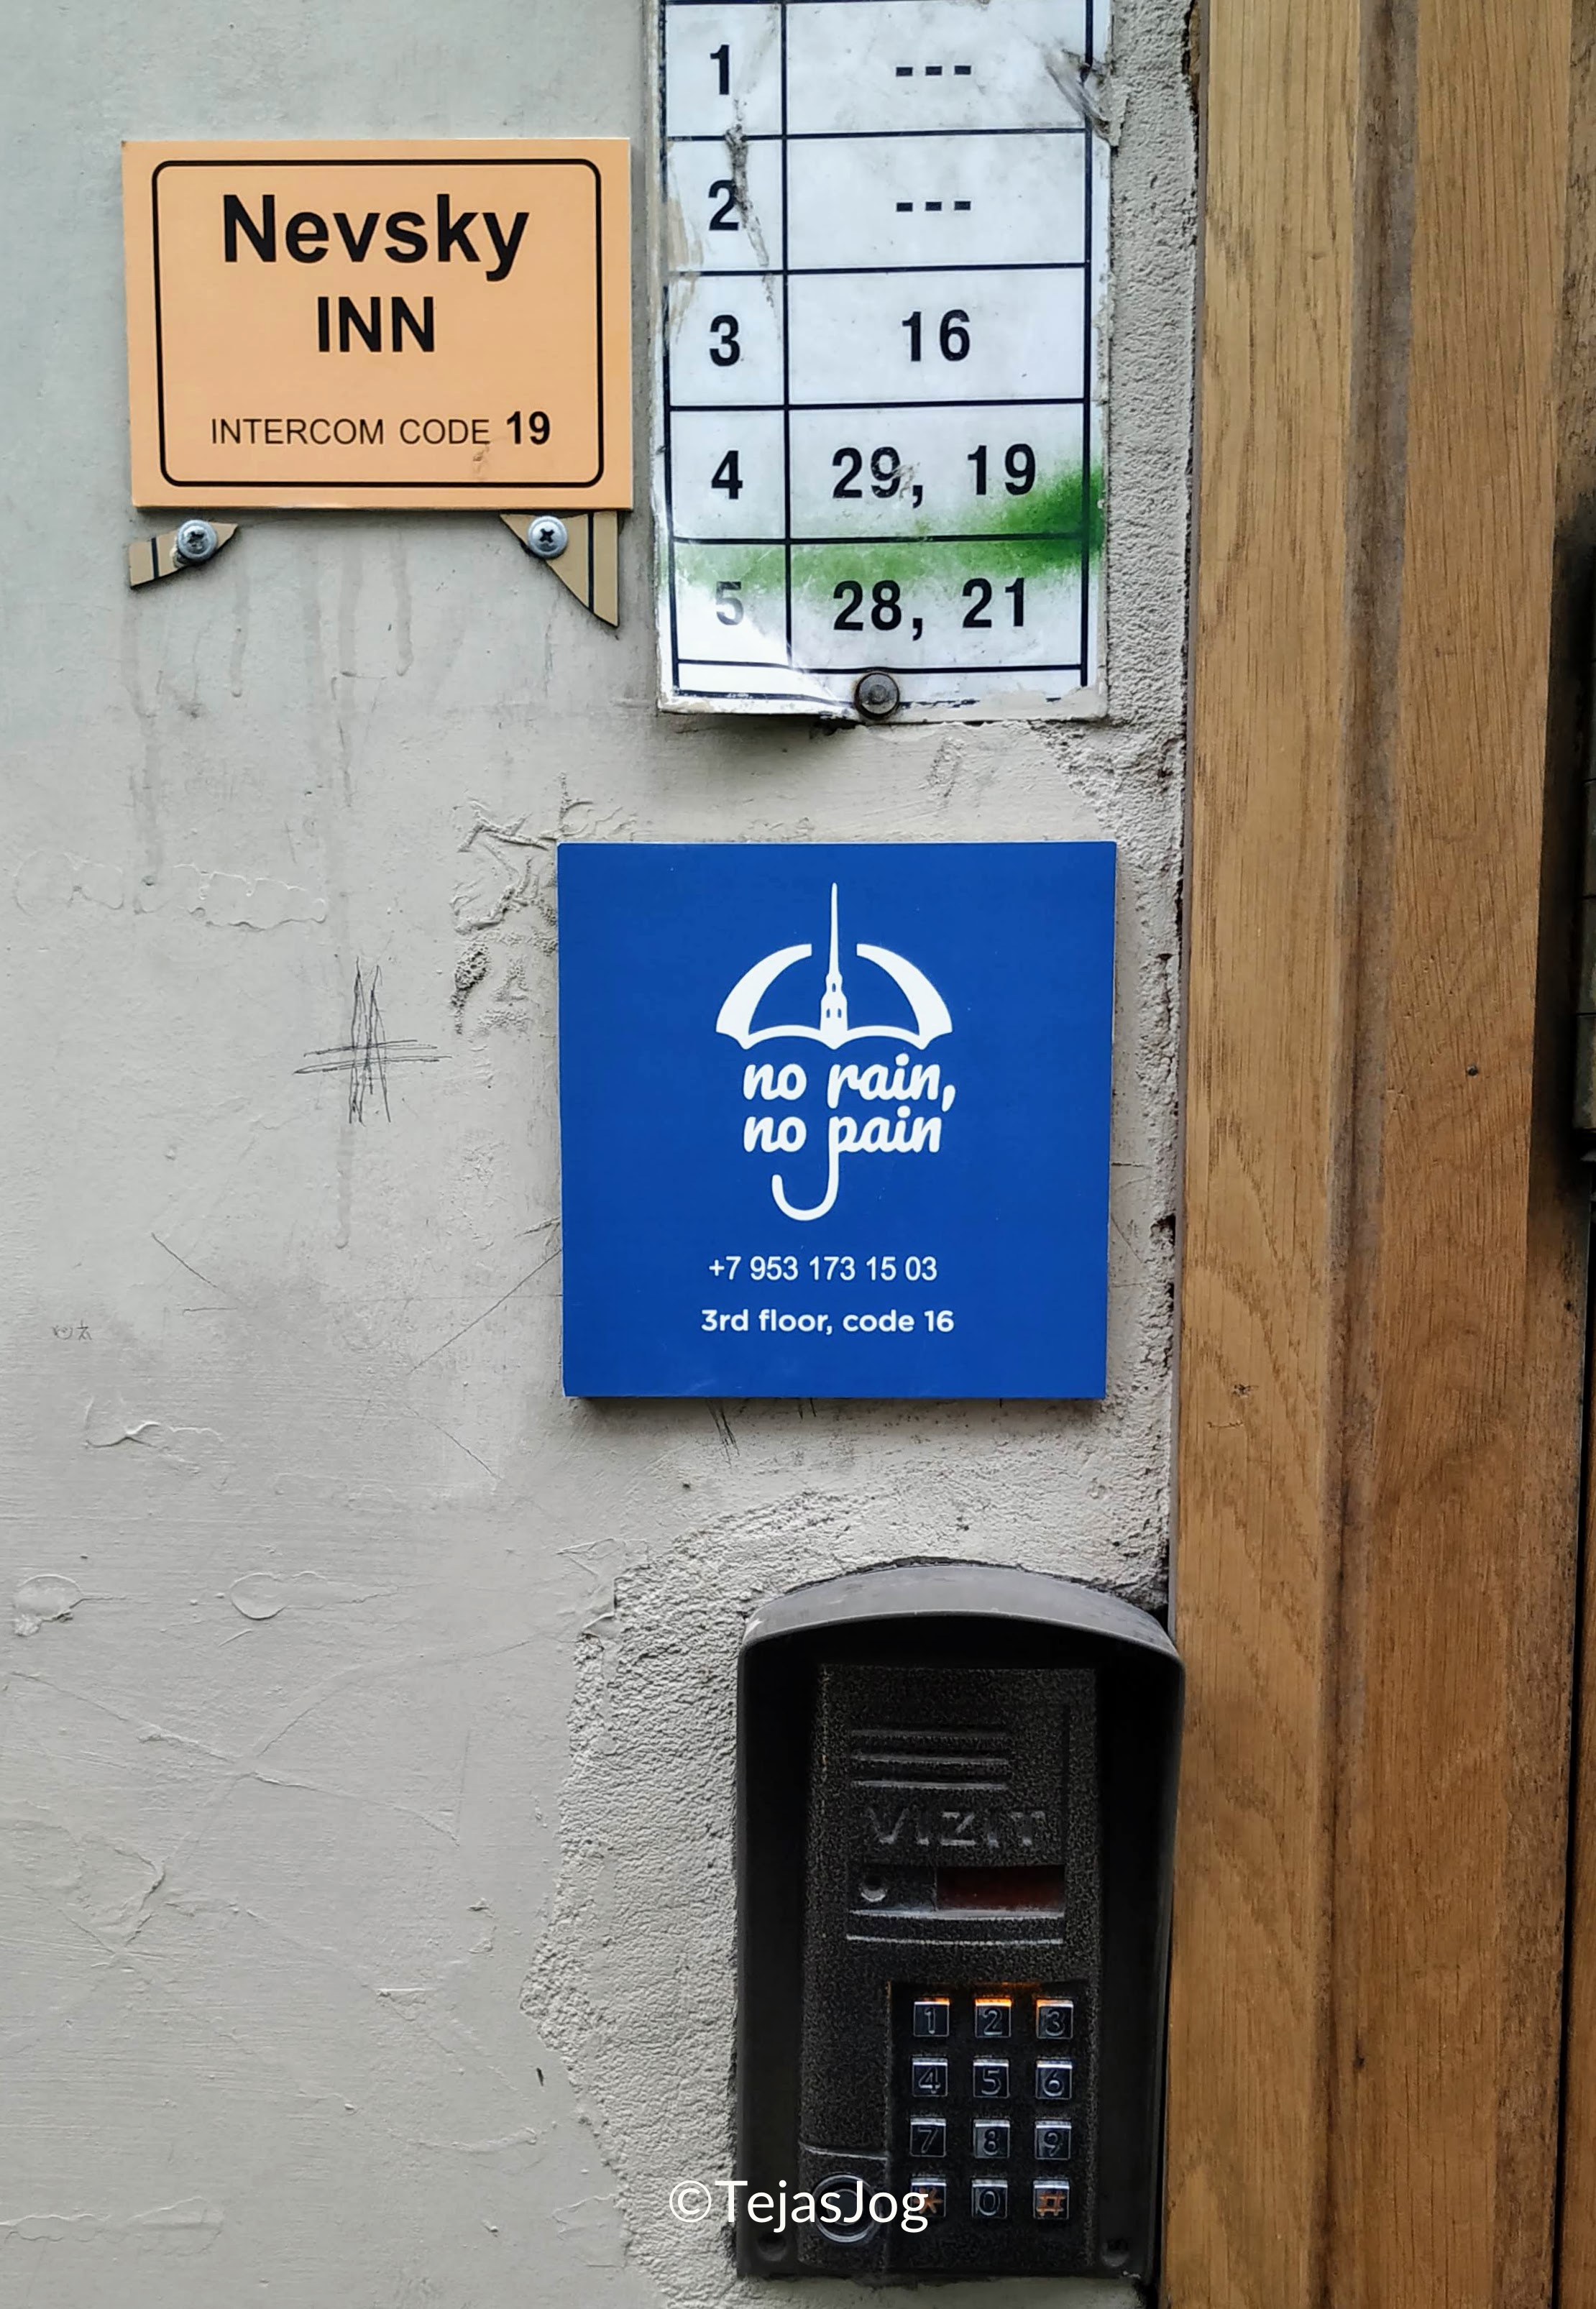 Nevsky
INN
INTERCOM CODE 19
1 ---
2 ---
3 16
4 29, 19
5 28, 21
no rain,
no pain
+7 953 173 15 03
3rd floor, code 16
VIZIT
1 2 3
4 5 6
7 8 9
* 0 #
©TejasJog